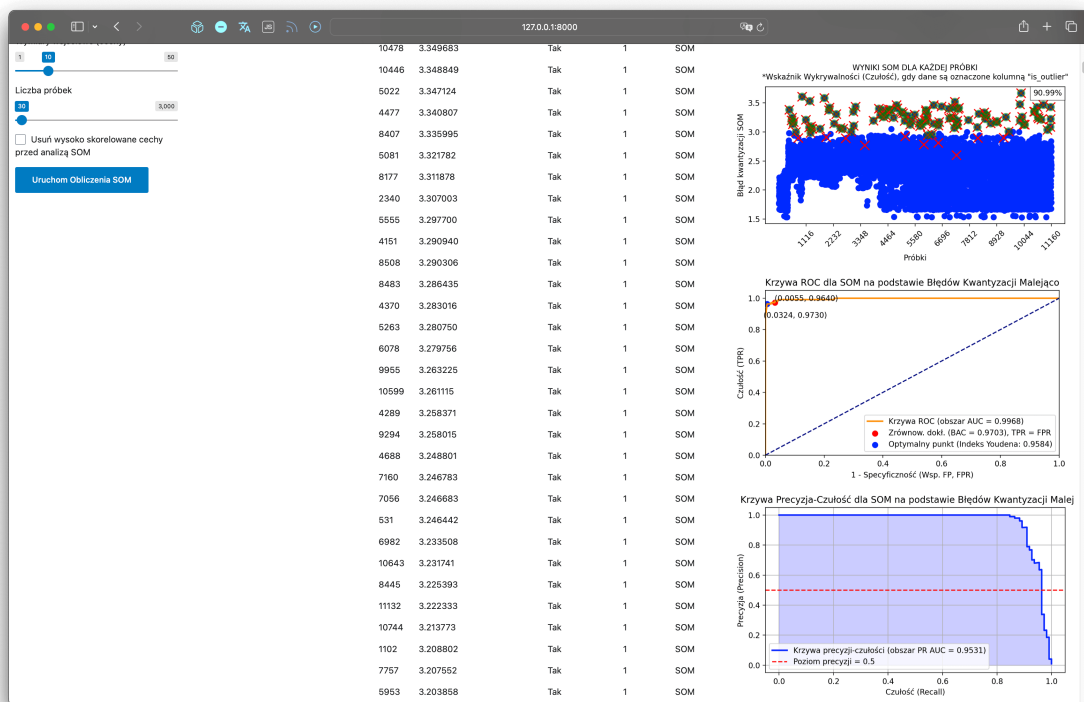 127.0.0.1:8000
1 10 50
Liczba próbek
30 3,000
Usuń wysoko skorelowane cechy
przed analizą SOM
Uruchom Obliczenia SOM
10478 3.349683 Tak 1 SOM
10446 3.348849 Tak 1 SOM
5022 3.347124 Tak 1 SOM
4477 3.340807 Tak 1 SOM
8407 3.335995 Tak 1 SOM
5081 3.321782 Tak 1 SOM
8177 3.311878 Tak 1 SOM
2340 3.307003 Tak 1 SOM
5555 3.297700 Tak 1 SOM
4151 3.290940 Tak 1 SOM
8508 3.290306 Tak 1 SOM
8483 3.286435 Tak 1 SOM
4370 3.283016 Tak 1 SOM
5263 3.280750 Tak 1 SOM
6078 3.279756 Tak 1 SOM
9955 3.263225 Tak 1 SOM
10599 3.261115 Tak 1 SOM
4289 3.258371 Tak 1 SOM
9294 3.258015 Tak 1 SOM
4688 3.248801 Tak 1 SOM
7160 3.246783 Tak 1 SOM
7056 3.246683 Tak 1 SOM
531 3.246442 Tak 1 SOM
6982 3.233508 Tak 1 SOM
10643 3.231741 Tak 1 SOM
8445 3.225393 Tak 1 SOM
11132 3.222333 Tak 1 SOM
10744 3.213773 Tak 1 SOM
1102 3.208802 Tak 1 SOM
7757 3.207552 Tak 1 SOM
5953 3.203858 Tak 1 SOM
WYNIKI SOM DLA KAŻDEJ PRÓBKI
*Wskaźnik Wykrywalności (Czułość), gdy dane są oznaczone kolumną "is_outlier"
90.99%
Błąd kwantyzacji SOM
3.5
3.0
2.5
2.0
1.5
1116 2232 3348 4464 5580 6696 7812 8928 10044 11160
Próbki
Krzywa ROC dla SOM na podstawie Błędów Kwantyzacji Malejąco
(0.0055, 0.9640)
(0.0324, 0.9730)
Czułość (TPR)
1.0
0.8
0.6
0.4
0.2
0.0
Krzywa ROC (obszar AUC = 0.9968)
Zrównow. dokł. (BAC = 0.9703), TPR = FPR
Optymalny punkt (Indeks Youdena: 0.9584)
0.0 0.2 0.4 0.6 0.8 1.0
1 - Specyficzność (Wsp. FP, FPR)
Krzywa Precyzja-Czułość dla SOM na podstawie Błędów Kwantyzacji Malej
Precyzja (Precision)
1.0
0.8
0.6
0.4
0.2
0.0
Krzywa precyzji-czułości (obszar PR AUC = 0.9531)
Poziom precyzji = 0.5
0.0 0.2 0.4 0.6 0.8 1.0
Czułość (Recall)